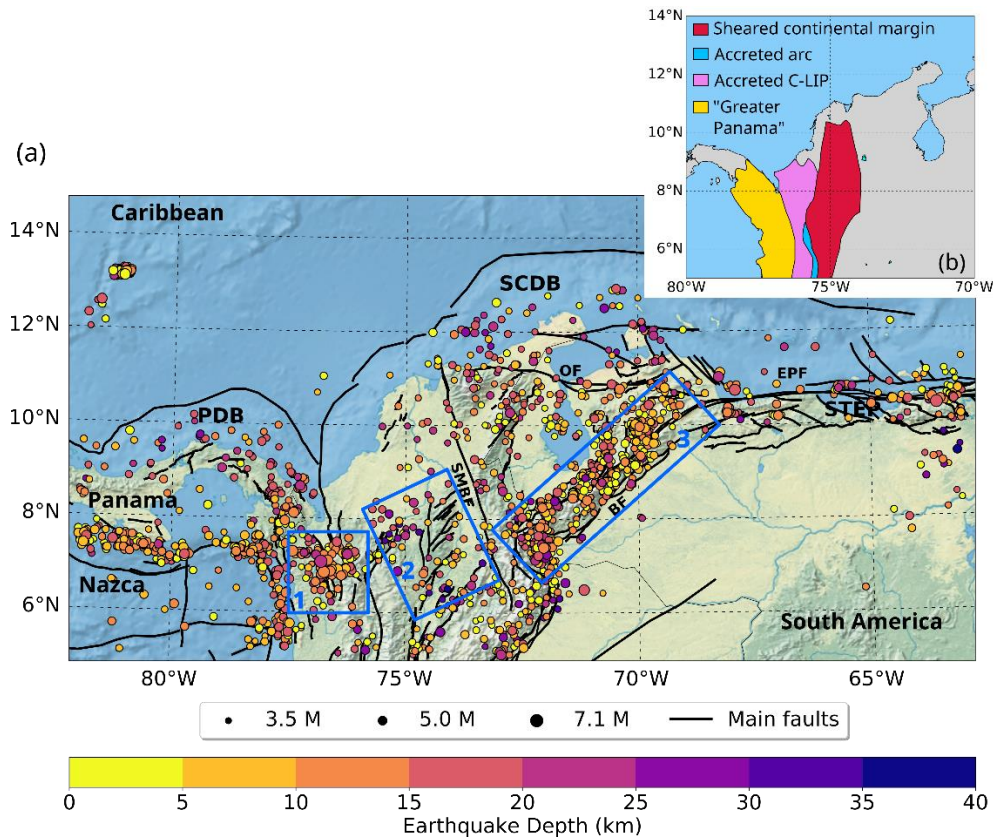 14°N
12°N
10°N
8°N
6°N
80°W
75°W
70°W
Sheared continental margin
Accreted arc
Accreted C-LIP
"Greater
Panama"
(b)
(a)
14°N
12°N
10°N
8°N
6°N
Caribbean
SCDB
OF
EPF
STEP
PDB
SMBF
3
Panama
BF
2
Nazca
1
South America
80°W
75°W
70°W
65°W
3.5 M
5.0 M
7.1 M
Main faults
0
5
10
15
20
25
30
35
40
Earthquake Depth (km)